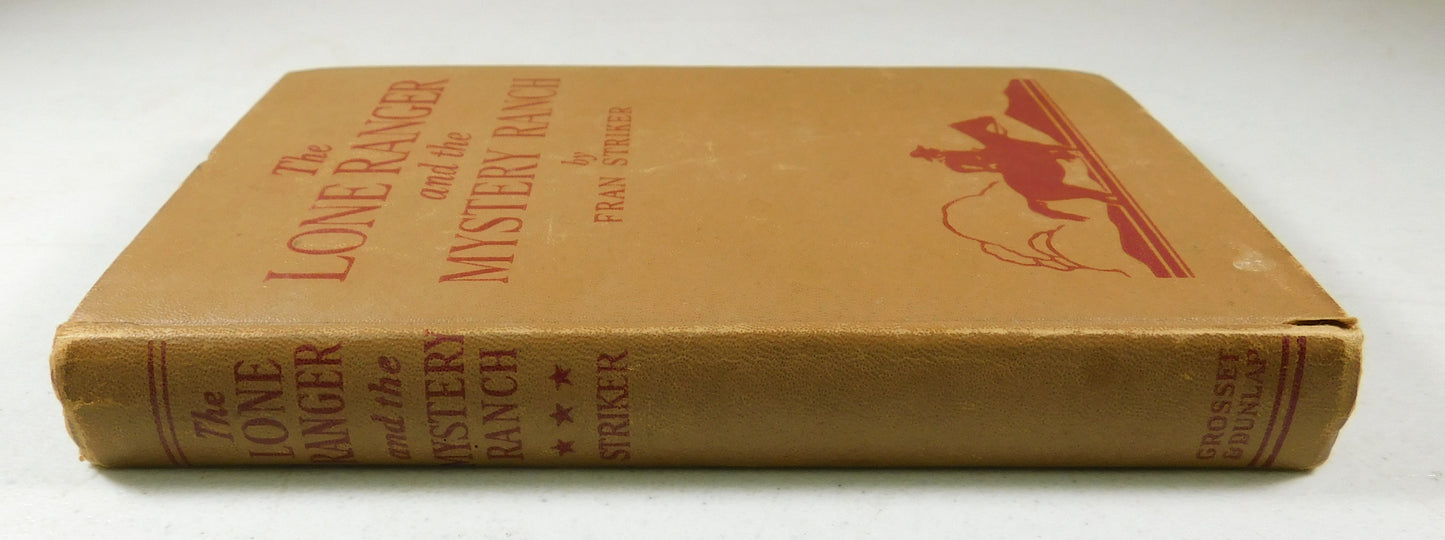 The
LONE RANGER
and the
MYSTERY RANCH
by
FRAN STRIKER
The
LONE
RANGER
and the
MYSTERY
RANCH
STRIKER
GROSSET
& DUNLAP